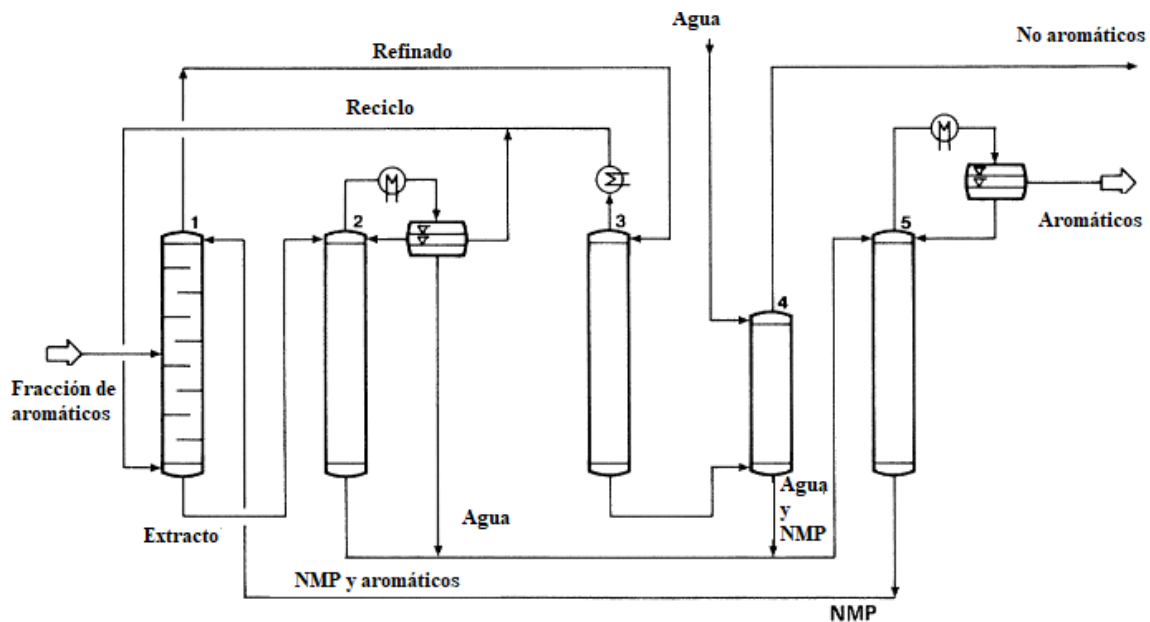 Agua
No aromáticos
Refinado
Reciclo
1
2
3
5
Aromáticos
4
Fracción de
aromáticos
Agua
y
NMP
Extracto
Agua
NMP y aromáticos
NMP